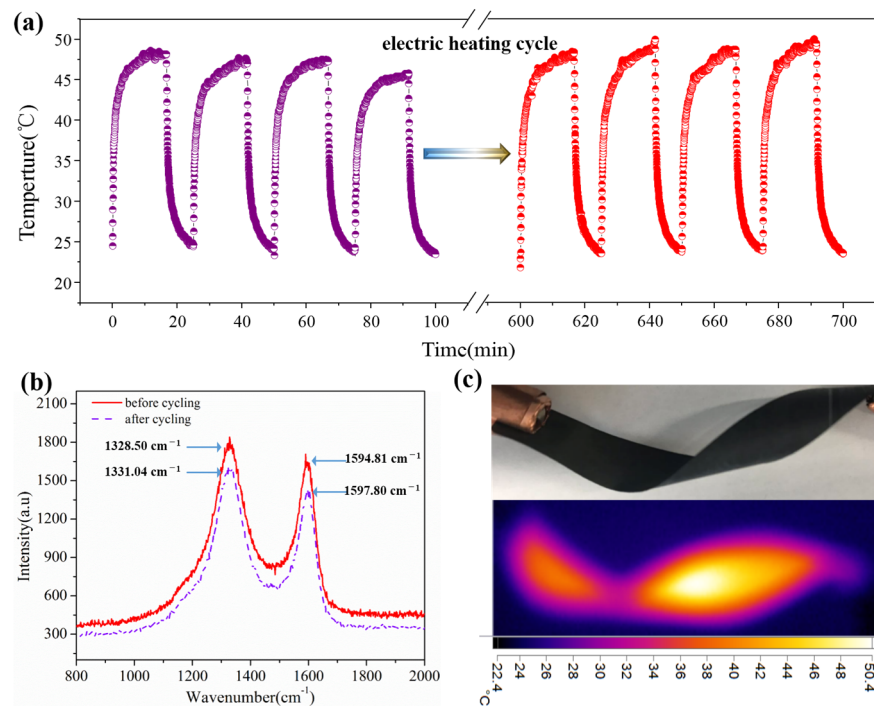 (a)
electric heating cycle
Temperture(℃)
50
45
40
35
30
25
20
0 20 40 60 80 100 600 620 640 660 680 700
Time(min)
(b)
before cycling
after cycling
1328.50 cm⁻¹
1331.04 cm⁻¹
1594.81 cm⁻¹
1597.80 cm⁻¹
Intensity(a.u)
2100
1800
1500
1200
900
600
300
800 1000 1200 1400 1600 1800 2000
Wavenumber(cm⁻¹)
(c)
22.4 24 26 28 30 32 34 36 38 40 42 44 46 48 50.4
°C